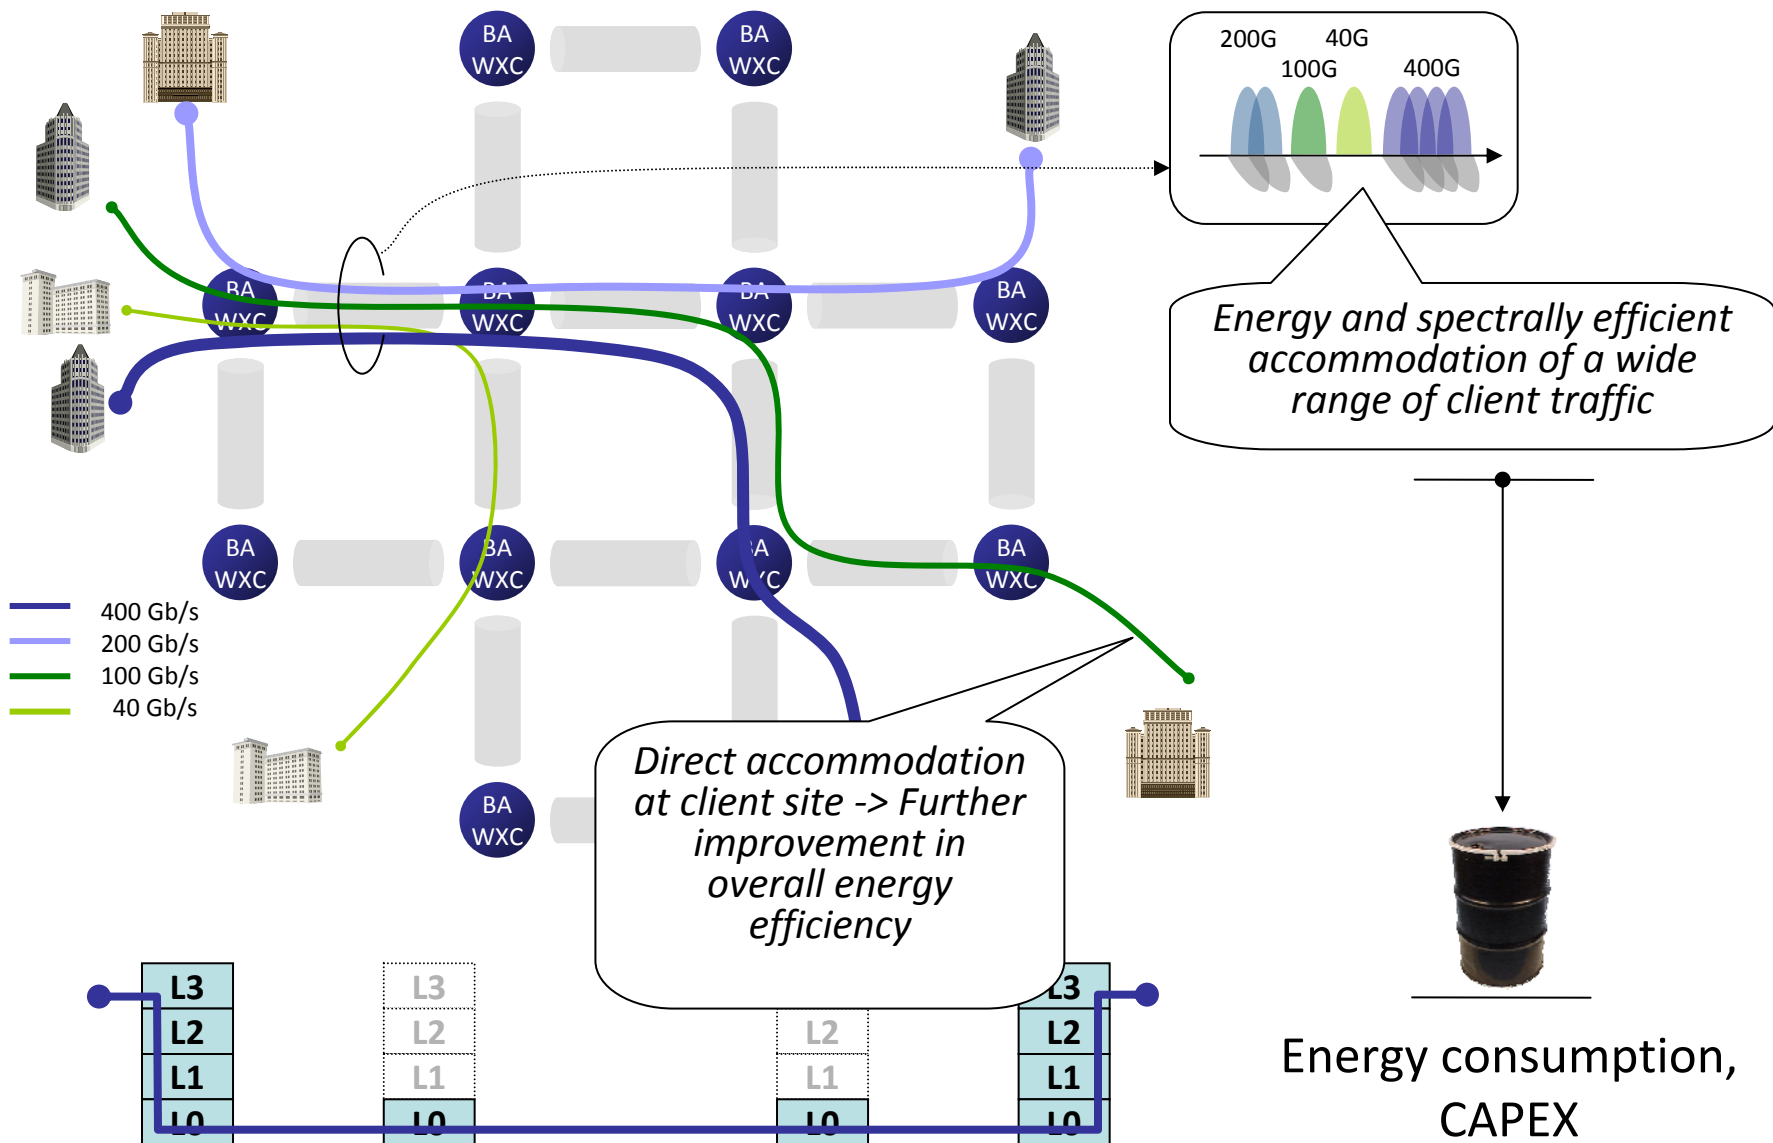 BA
WXC
BA
WXC
200G
40G
100G
400G
BA
WXC
BA
WXC
BA
WXC
BA
WXC
Energy and spectrally efficient
accommodation of a wide
range of client traffic
BA
WXC
BA
WXC
BA
WXC
BA
WXC
400 Gb/s
200 Gb/s
100 Gb/s
40 Gb/s
Direct accommodation
at client site -> Further
improvement in
overall energy
efficiency
BA
WXC
L3
L2
L1
L0
L3
L2
L1
L0
L2
L1
L0
L3
L2
L1
L0
Energy consumption,
CAPEX